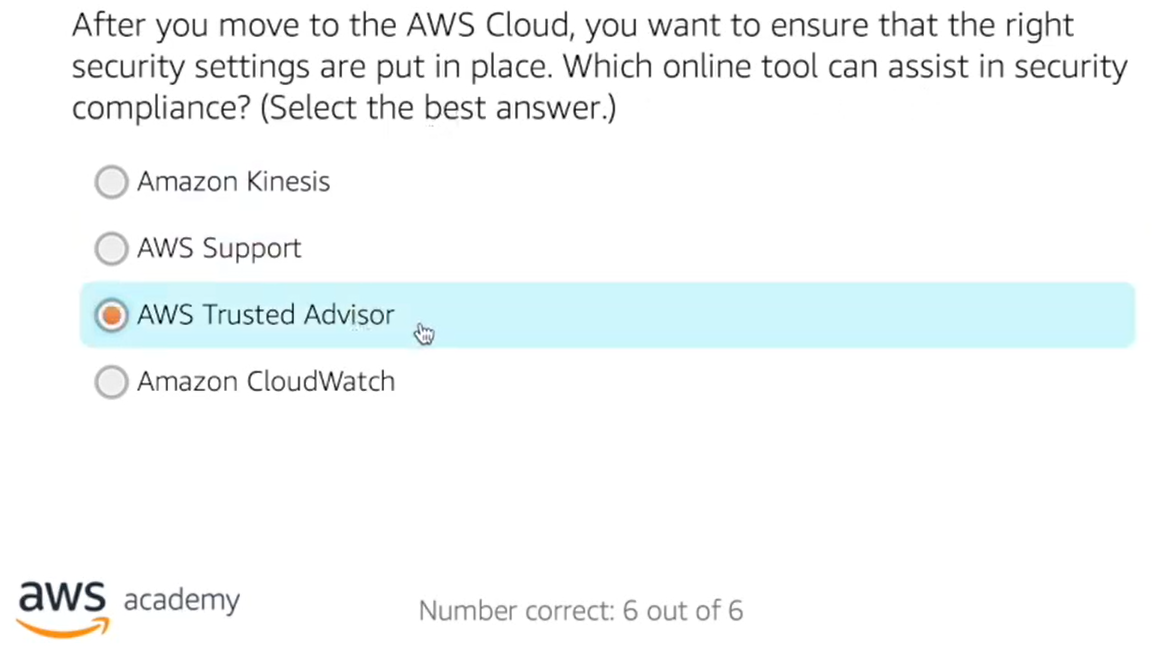 After you move to the AWS Cloud, you want to ensure that the right
security settings are put in place. Which online tool can assist in security
compliance? (Select the best answer.)
Amazon Kinesis
AWS Support
AWS Trusted Advisor
Amazon CloudWatch
aws academy
Number correct: 6 out of 6